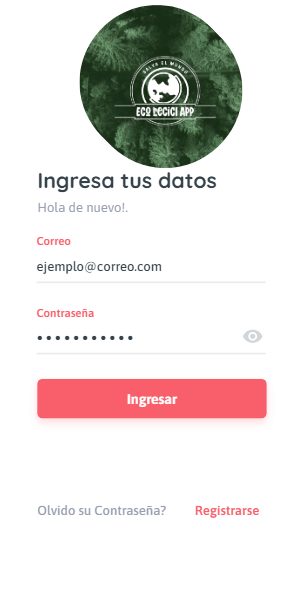 SALVA EL MUNDO
ECO DECICI APP
Ingresa tus datos
Hola de nuevo!.
Correo
ejemplo@correo.com
Contraseña
•••••••••••
Ingresar
Olvido su Contraseña? Registrarse